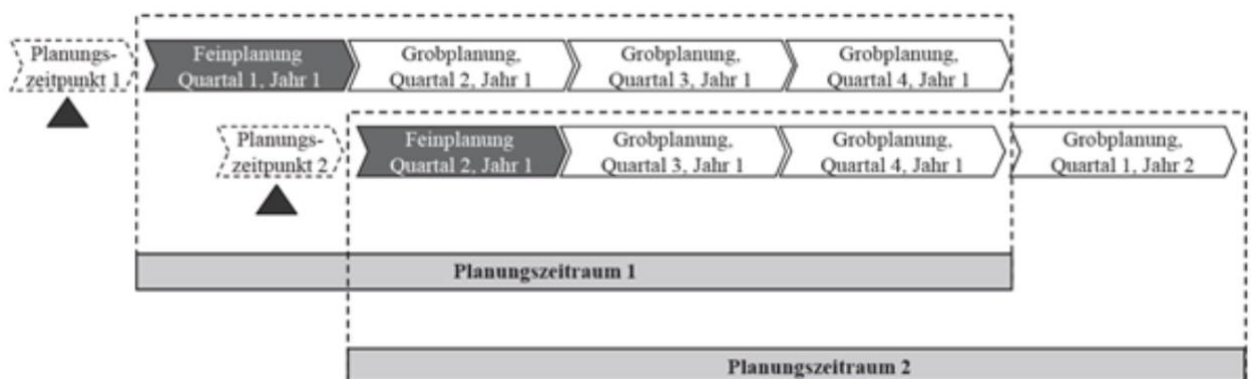 Planungs-
zeitpunkt 1
Feinplanung
Quartal 1, Jahr 1
Grobplanung,
Quartal 2, Jahr 1
Grobplanung,
Quartal 3, Jahr 1
Grobplanung,
Quartal 4, Jahr 1
Planungs-
zeitpunkt 2
Feinplanung
Quartal 2, Jahr 1
Grobplanung,
Quartal 3, Jahr 1
Grobplanung,
Quartal 4, Jahr 1
Grobplanung,
Quartal 1, Jahr 2
Planungszeitraum 1
Planungszeitraum 2